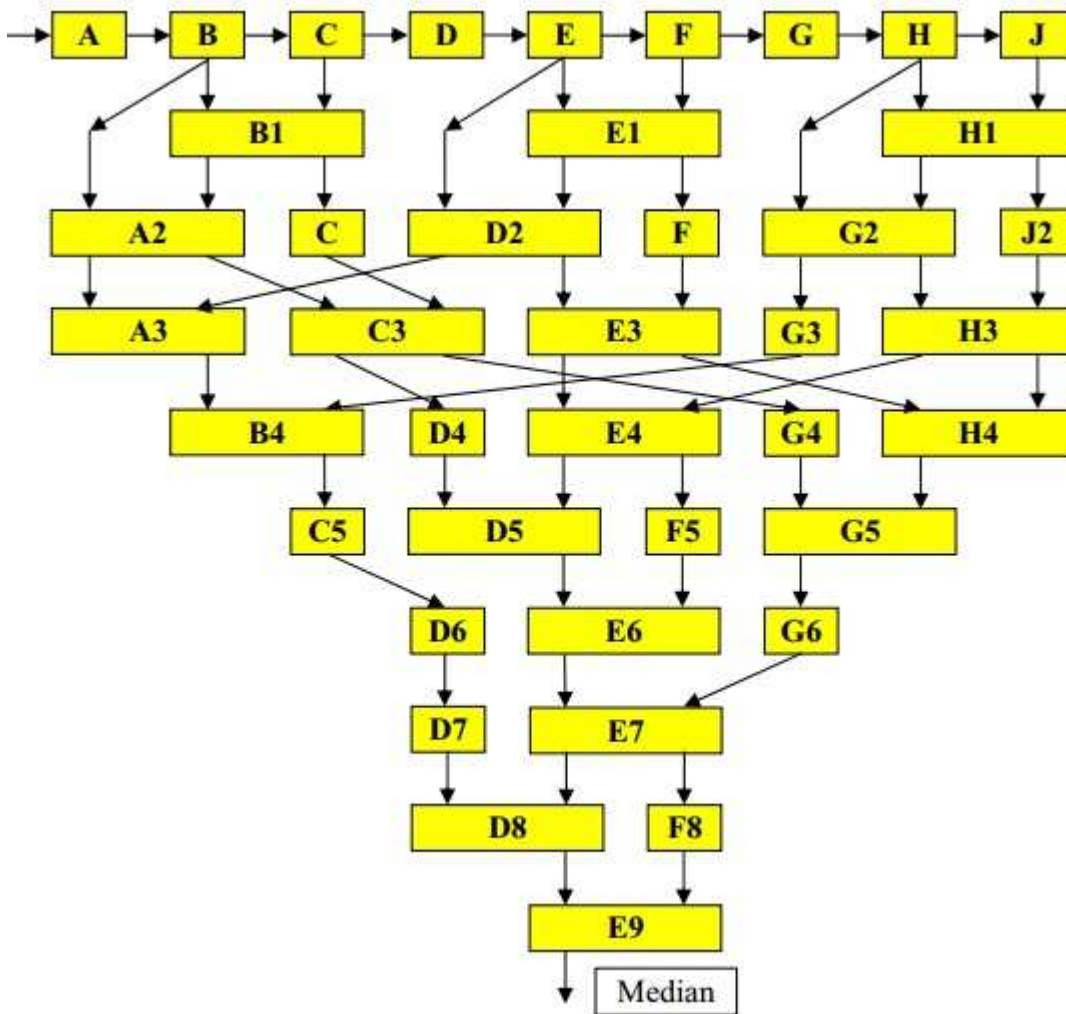 A B C D E F G H J
B1 E1 H1
A2 C D2 F G2 J2
A3 C3 E3 G3 H3
B4 D4 E4 G4 H4
C5 D5 F5 G5
D6 E6 G6
D7 E7
D8 F8
E9
Median